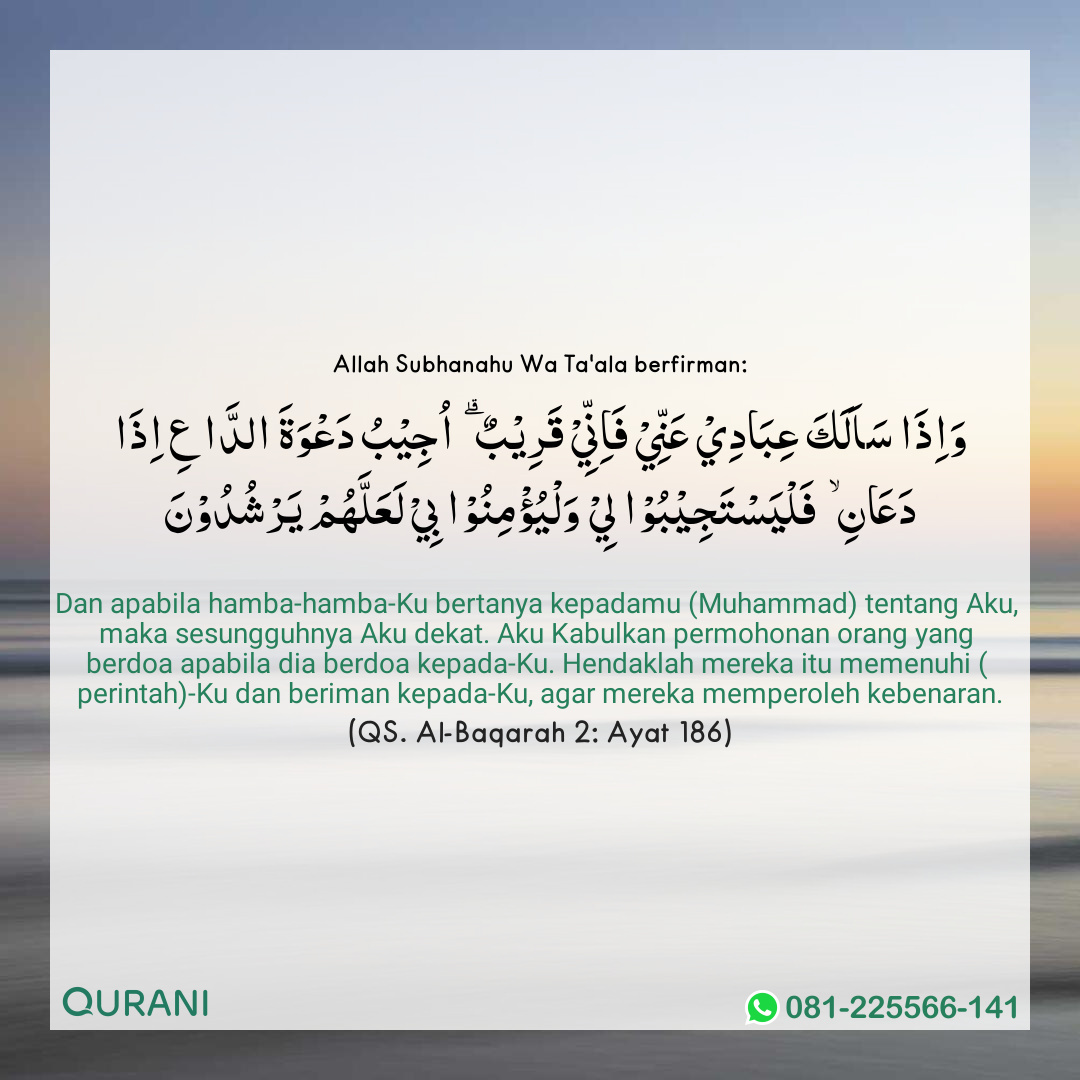 Allah Subhanahu Wa Ta'ala berfirman:
وَاِذَا سَاَلَكَ عِبَادِيْ عَنِّيْ فَاِنِّيْ قَرِيْبٌ ۗ اُجِيْبُ دَعْوَةَ الدَّا عِ اِذَا
دَعَانِ ۙ فَلْيَسْتَجِيْبُوْا لِيْ وَلْيُؤْمِنُوْا بِيْ لَعَلَّهُمْ يَرْشُدُوْنَ
Dan apabila hamba-hamba-Ku bertanya kepadamu (Muhammad) tentang Aku,
maka sesungguhnya Aku dekat. Aku Kabulkan permohonan orang yang
berdoa apabila dia berdoa kepada-Ku. Hendaklah mereka itu memenuhi (
perintah)-Ku dan beriman kepada-Ku, agar mereka memperoleh kebenaran.
(QS. Al-Baqarah 2: Ayat 186)
QURANI
081-225566-141